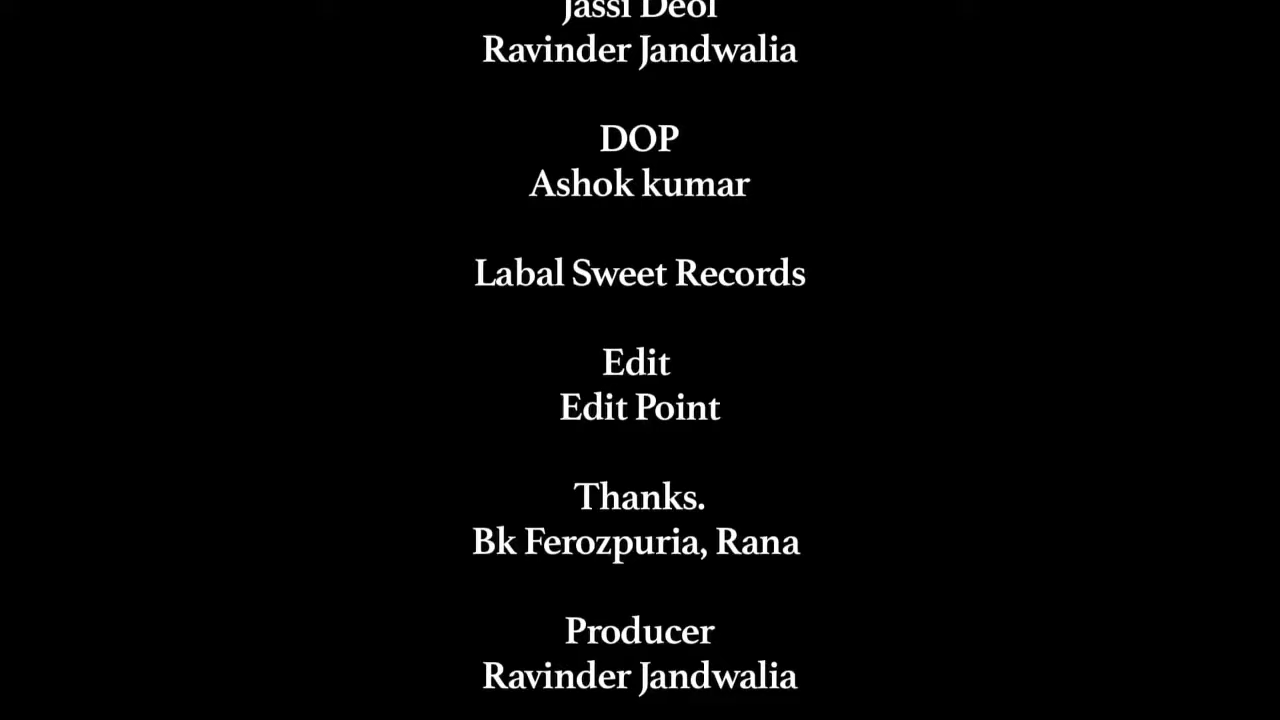 Jassi Deol
Ravinder Jandwalia
DOP
Ashok kumar
Labal Sweet Records
Edit
Edit Point
Thanks.
Bk Ferozpuria, Rana
Producer
Ravinder Jandwalia